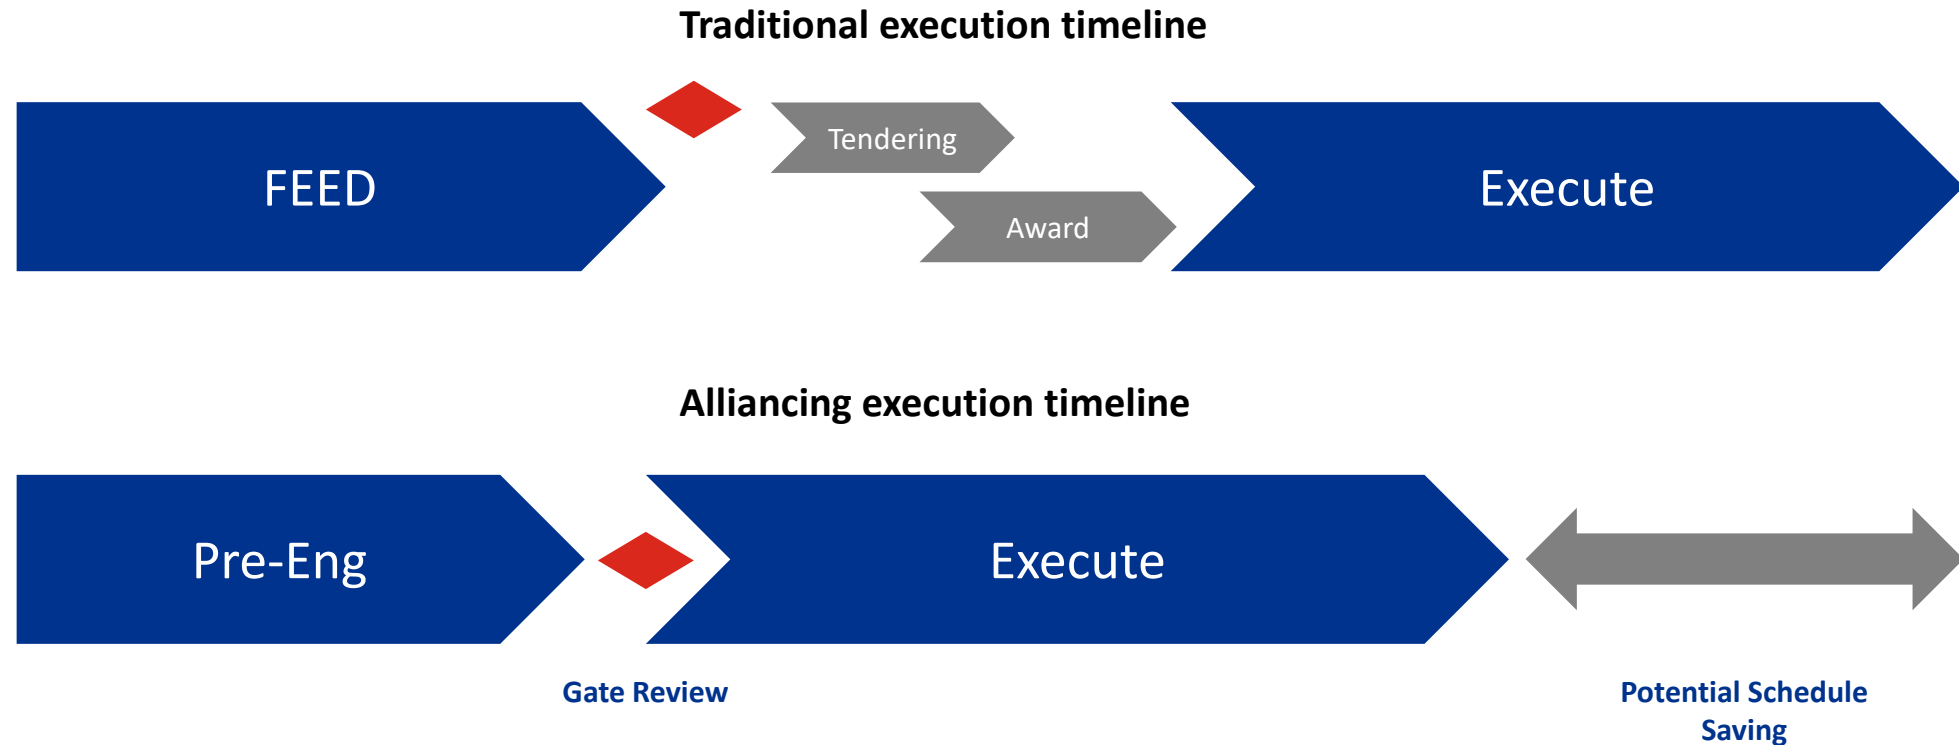 Traditional execution timeline
FEED
Tendering
Award
Execute
Alliancing execution timeline
Pre-Eng
Execute
Gate Review
Potential Schedule
Saving